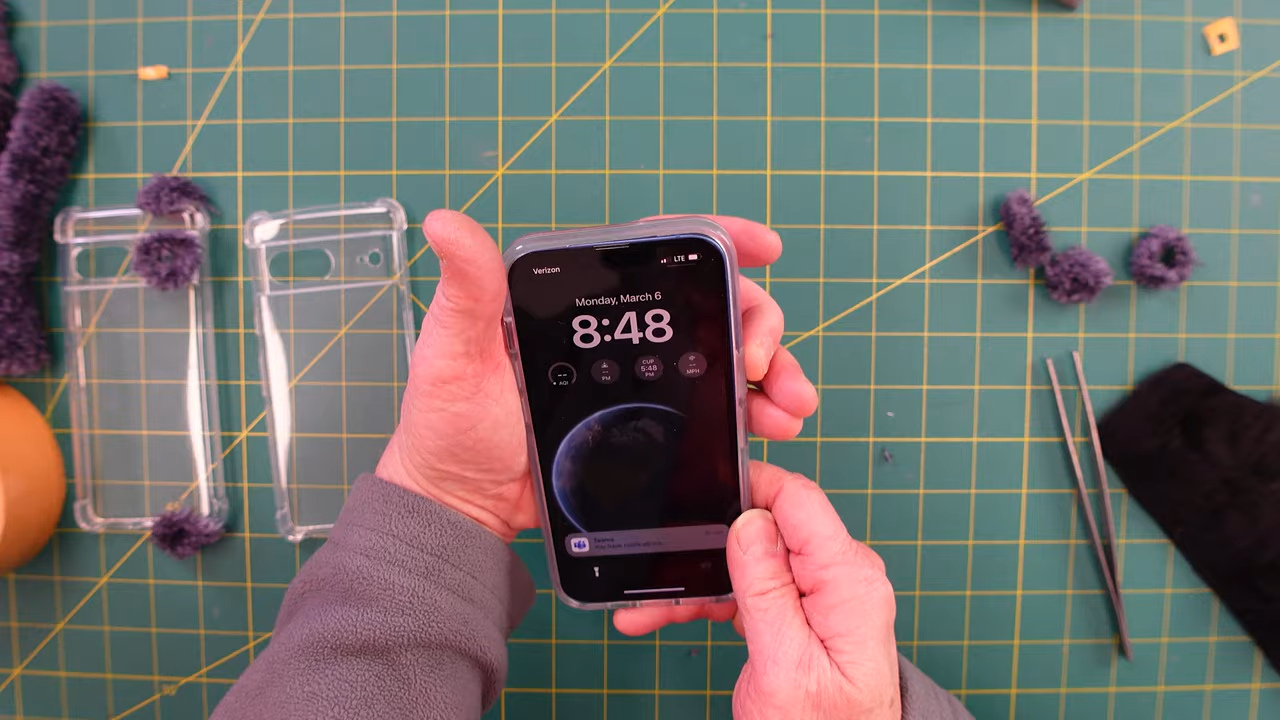 Verizon
LTE
Monday, March 6
8:48
-- AQI
-- PM
CUP 5:48 PM
-- MPH
Teams